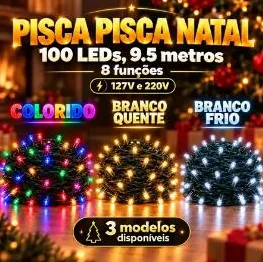 PISCA PISCA NATAL
100 LEDs, 9.5 metros
8 funções
127V e 220V
COLORIDO
BRANCO
QUENTE
BRANCO
FRIO
3 modelos
disponíveis